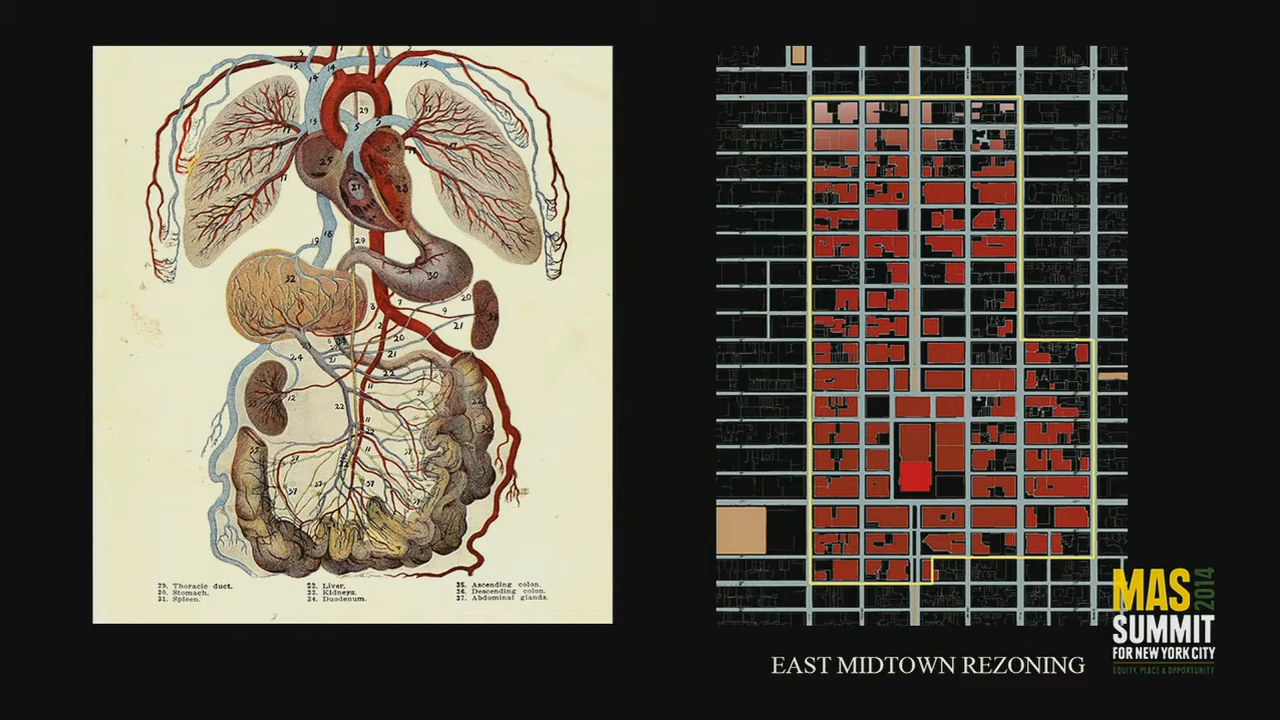 29. Thoracic duct.
30. Stomach.
31. Spleen.
32. Liver.
33. Kidneys.
34. Duodenum.
35. Ascending colon.
36. Descending colon.
37. Abdominal glands.
EAST MIDTOWN REZONING
MAS 2014
SUMMIT
FOR NEW YORK CITY
EQUITY, PLACE & OPPORTUNITY